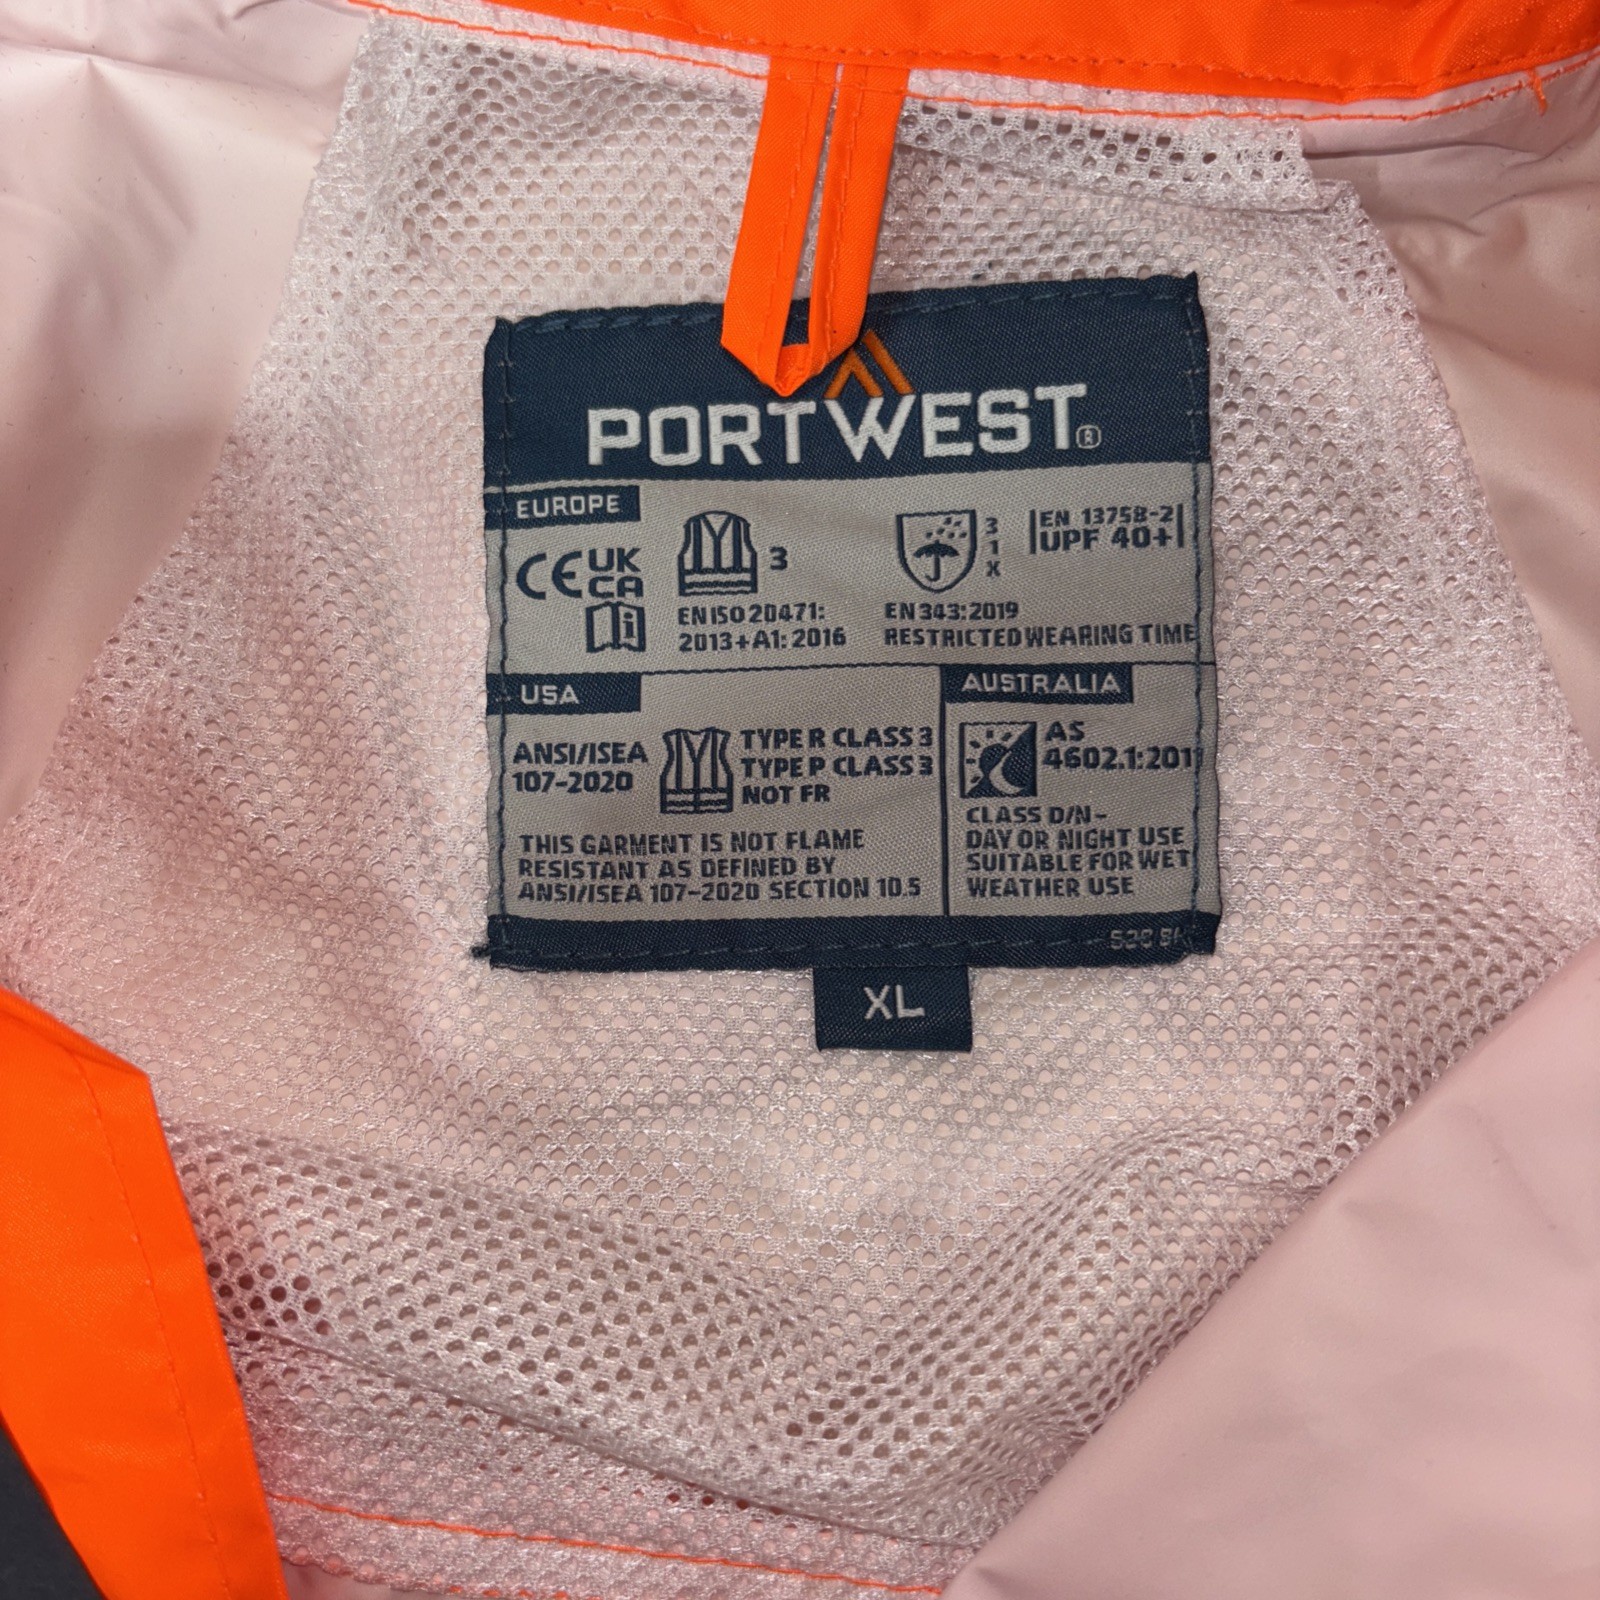 PORTWEST®
EUROPE
CE UK
CA
3
EN ISO 20471:
2013+A1: 2016
3
1
X
EN 343:2019
RESTRICTED WEARING TIME
EN 13758-2
UPF 40+
USA
ANSI/ISEA
107-2020
TYPE R CLASS 3
TYPE P CLASS 3
NOT FR
THIS GARMENT IS NOT FLAME
RESISTANT AS DEFINED BY
ANSI/ISEA 107-2020 SECTION 10.5
AUSTRALIA
AS
4602.1:2011
CLASS D/N-
DAY OR NIGHT USE
SUITABLE FOR WET
WEATHER USE
XL